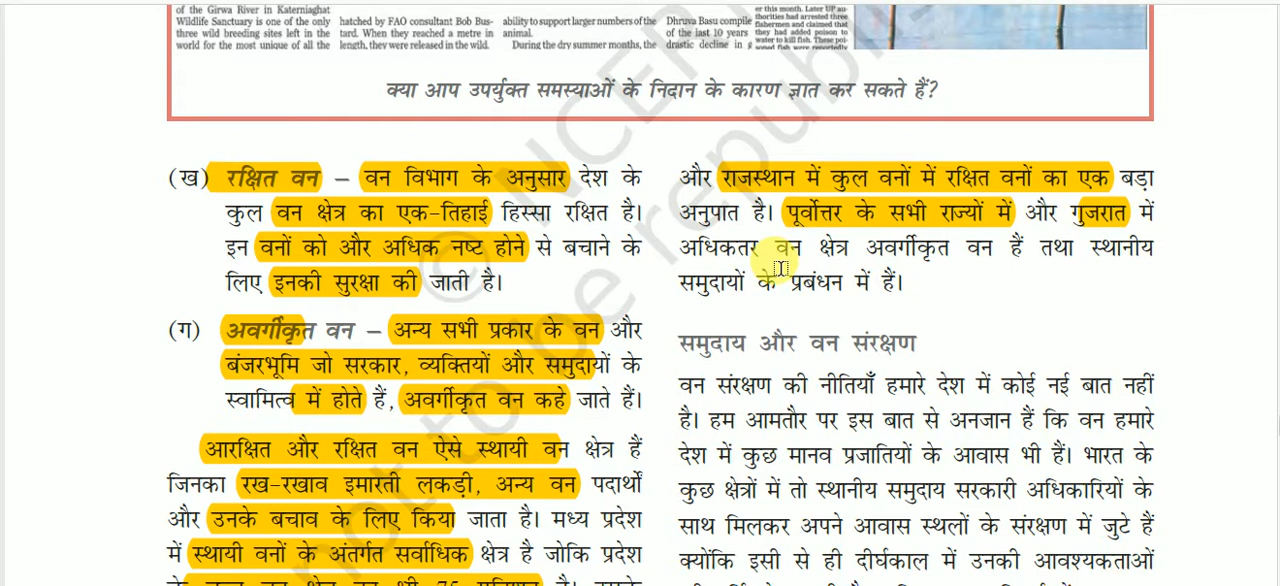 of the Girwa River in Katerniaghat
Wildlife Sanctuary is one of the only
three wild breeding sites left in the
world for the most unique of all the
hatched by FAO consultant Bob Bus-
tard. When they reached a metre in
length, they were released in the wild.
ability to support larger numbers of the
animal.
During the dry summer months, the
Dhruva Basu compile
of the last 10 years
drastic decline in
er this month. Later UP au-
thorities had arrested three
fishermen and claimed that
they had added poison to
water to kill fish. These poi-
soned fish were reportedly
क्या आप उपर्युक्त समस्याओं के निदान के कारण ज्ञात कर सकते हैं?
(ख) रक्षित वन – वन विभाग के अनुसार देश के
कुल वन क्षेत्र का एक-तिहाई हिस्सा रक्षित है।
इन वनों को और अधिक नष्ट होने से बचाने के
लिए इनकी सुरक्षा की जाती है।
(ग) अवर्गीकृत वन – अन्य सभी प्रकार के वन और
बंजरभूमि जो सरकार, व्यक्तियों और समुदायों के
स्वामित्व में होते हैं, अवर्गीकृत वन कहे जाते हैं।
आरक्षित और रक्षित वन ऐसे स्थायी वन क्षेत्र हैं
जिनका रख-रखाव इमारती लकड़ी, अन्य वन पदार्थों
और उनके बचाव के लिए किया जाता है। मध्य प्रदेश
में स्थायी वनों के अंतर्गत सर्वाधिक क्षेत्र है जोकि प्रदेश
और राजस्थान में कुल वनों में रक्षित वनों का एक बड़ा
अनुपात है। पूर्वोत्तर के सभी राज्यों में और गुजरात में
अधिकतर वन क्षेत्र अवर्गीकृत वन हैं तथा स्थानीय
समुदायों के प्रबंधन में हैं।
समुदाय और वन संरक्षण
वन संरक्षण की नीतियाँ हमारे देश में कोई नई बात नहीं
है। हम आमतौर पर इस बात से अनजान हैं कि वन हमारे
देश में कुछ मानव प्रजातियों के आवास भी हैं। भारत के
कुछ क्षेत्रों में तो स्थानीय समुदाय सरकारी अधिकारियों के
साथ मिलकर अपने आवास स्थलों के संरक्षण में जुटे हैं
क्योंकि इसी से ही दीर्घकाल में उनकी आवश्यकताओं
© NCERT
not to be republi